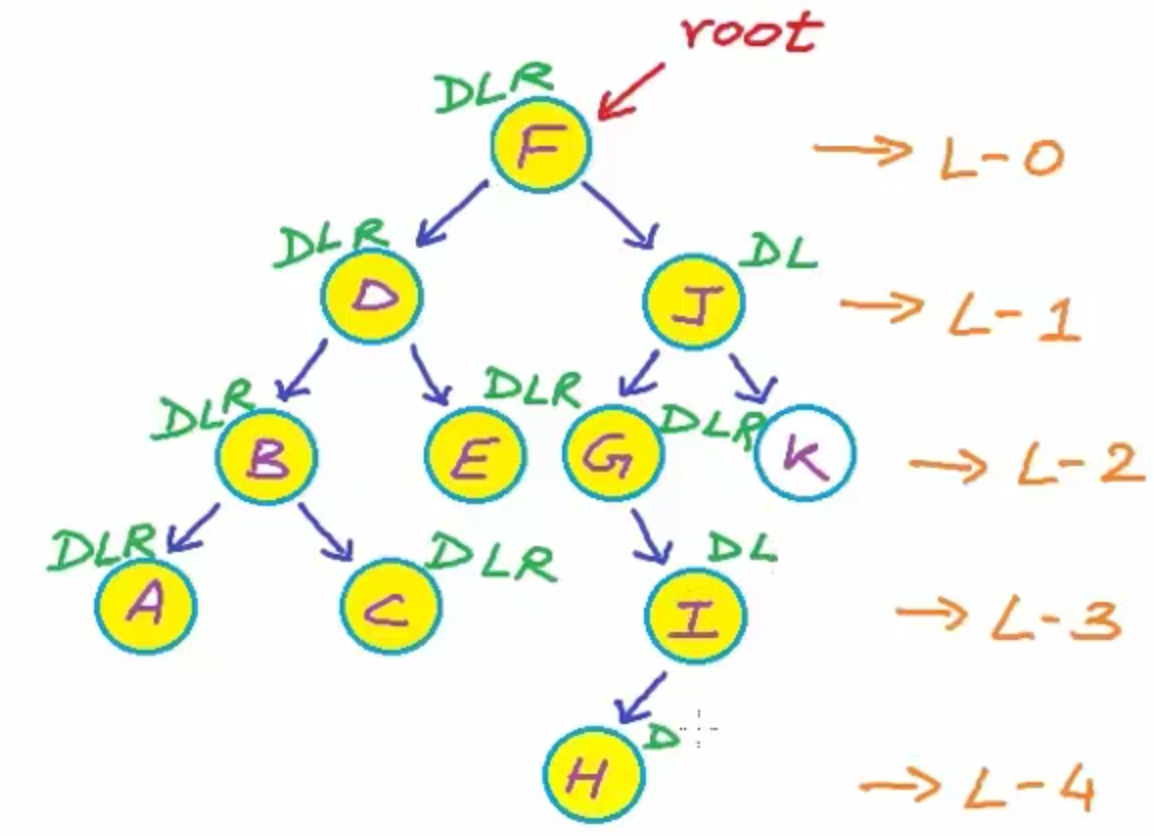 root
DLR
F → L-0
DLR DL
D J → L-1
DLR DLR DLR
B E G K → L-2
DLR DLR DL
A C I → L-3
D
H → L-4